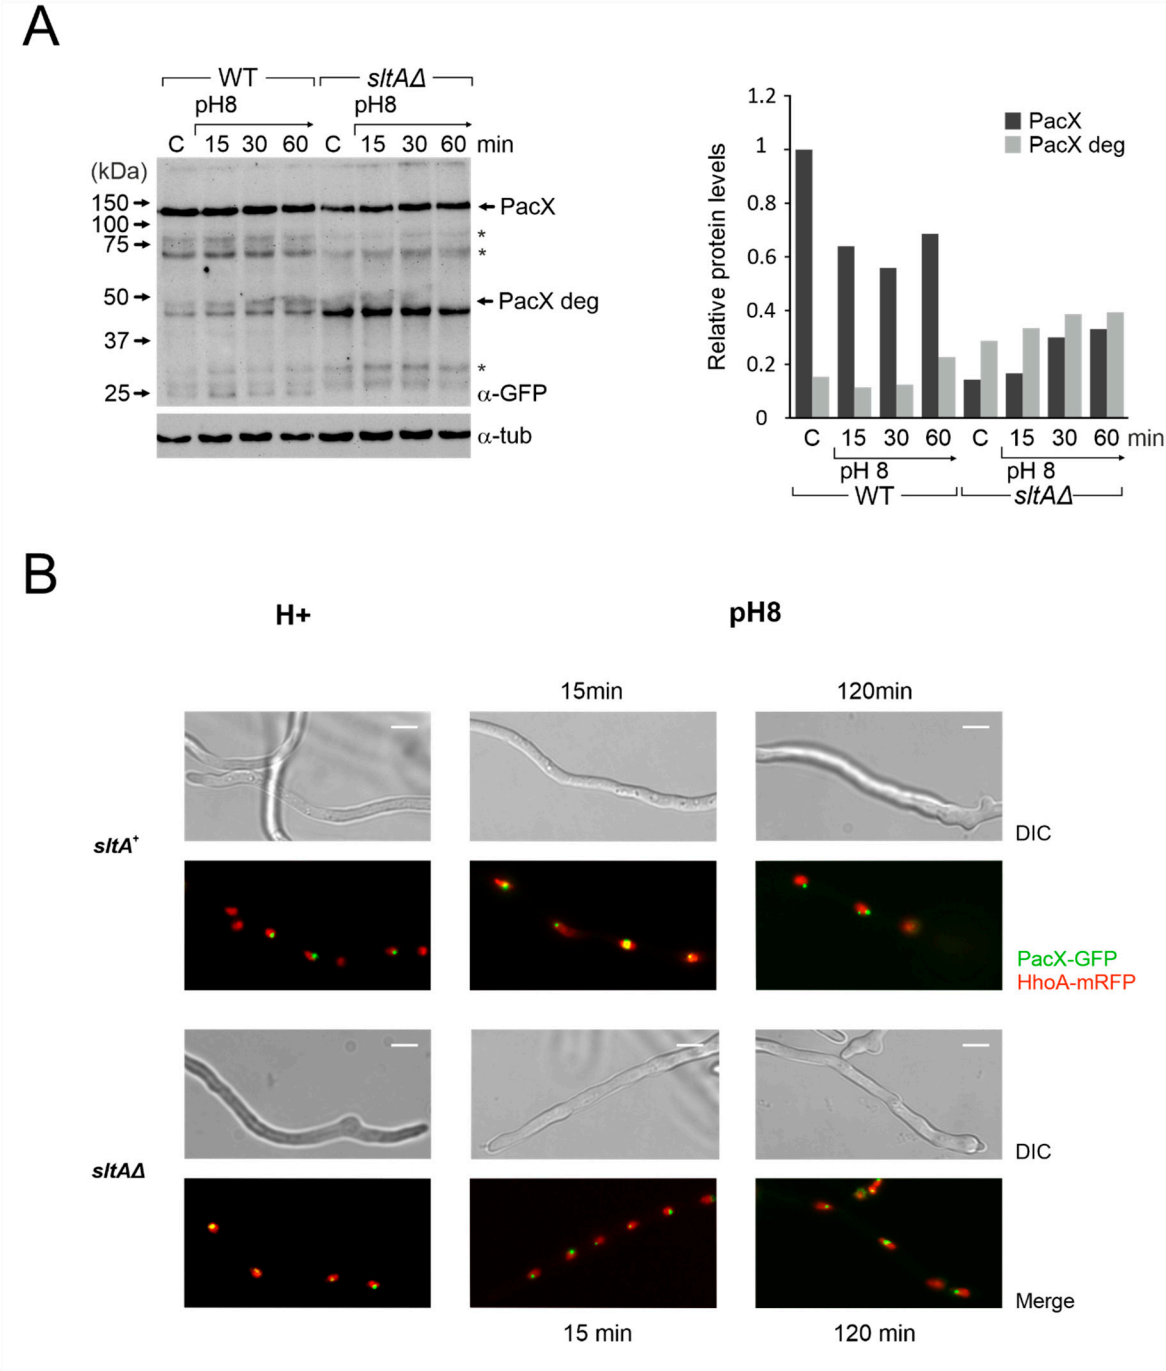 A
WT sltAΔ
pH8 pH8
C 15 30 60 C 15 30 60 min
(kDa)
150
100
75
50
37
25
PacX
*
*
PacX deg
*
α-GFP
α-tub
Relative protein levels
1.2
1
0.8
0.6
0.4
0.2
0
PacX
PacX deg
C 15 30 60 C 15 30 60 min
pH 8 pH 8
WT sltAΔ
B
H+ pH8
15min 120min
sltA+
DIC
PacX-GFP
HhoA-mRFP
sltAΔ
DIC
Merge
15 min 120 min